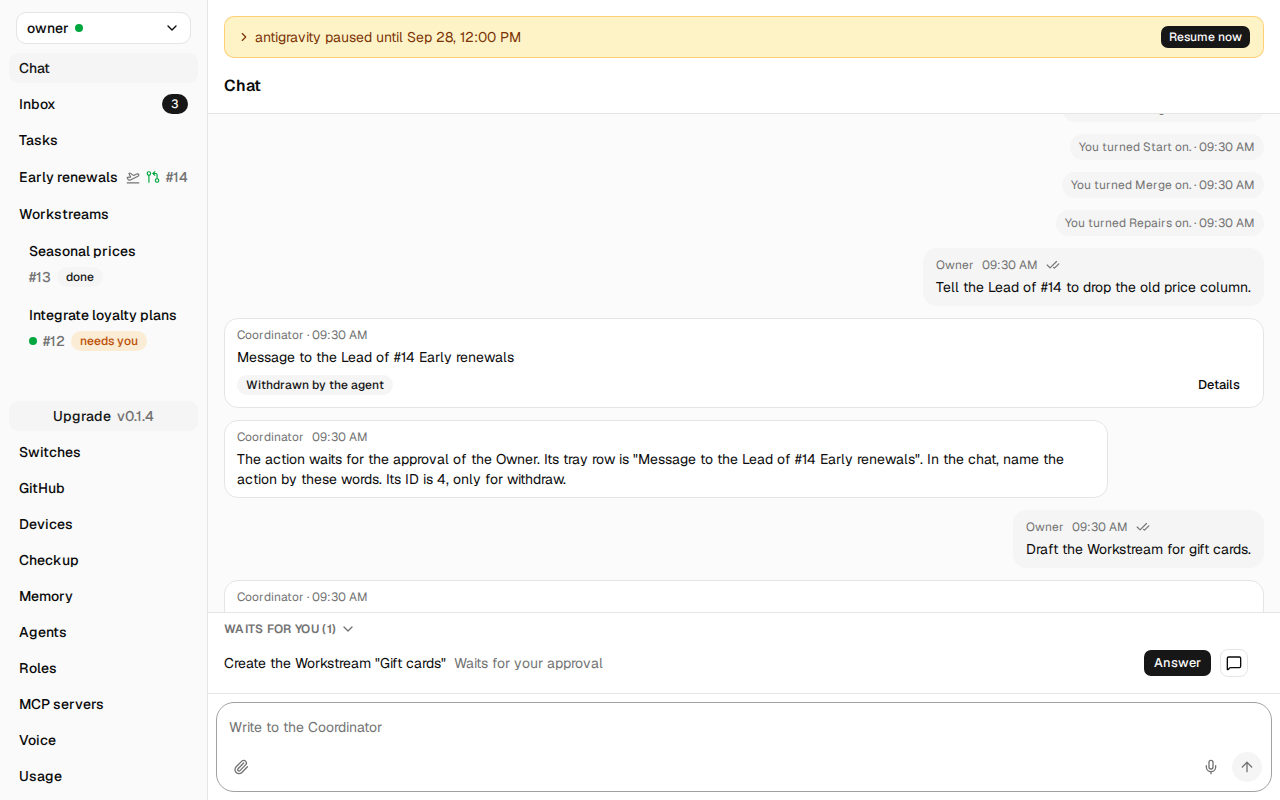 owner
Chat
Inbox
3
Tasks
Early renewals #14
Workstreams
Seasonal prices
#13 done
Integrate loyalty plans
#12 needs you
Upgrade v0.1.4
Switches
GitHub
Devices
Checkup
Memory
Agents
Roles
MCP servers
Voice
Usage
antigravity paused until Sep 28, 12:00 PM
Resume now
Chat
You turned Start on. · 09:30 AM
You turned Merge on. · 09:30 AM
You turned Repairs on. · 09:30 AM
Owner 09:30 AM
Tell the Lead of #14 to drop the old price column.
Coordinator · 09:30 AM
Message to the Lead of #14 Early renewals
Withdrawn by the agent
Details
Coordinator 09:30 AM
The action waits for the approval of the Owner. Its tray row is "Message to the Lead of #14 Early renewals". In the chat, name the
action by these words. Its ID is 4, only for withdraw.
Owner 09:30 AM
Draft the Workstream for gift cards.
Coordinator · 09:30 AM
WAITS FOR YOU (1)
Create the Workstream "Gift cards" Waits for your approval
Answer
Write to the Coordinator